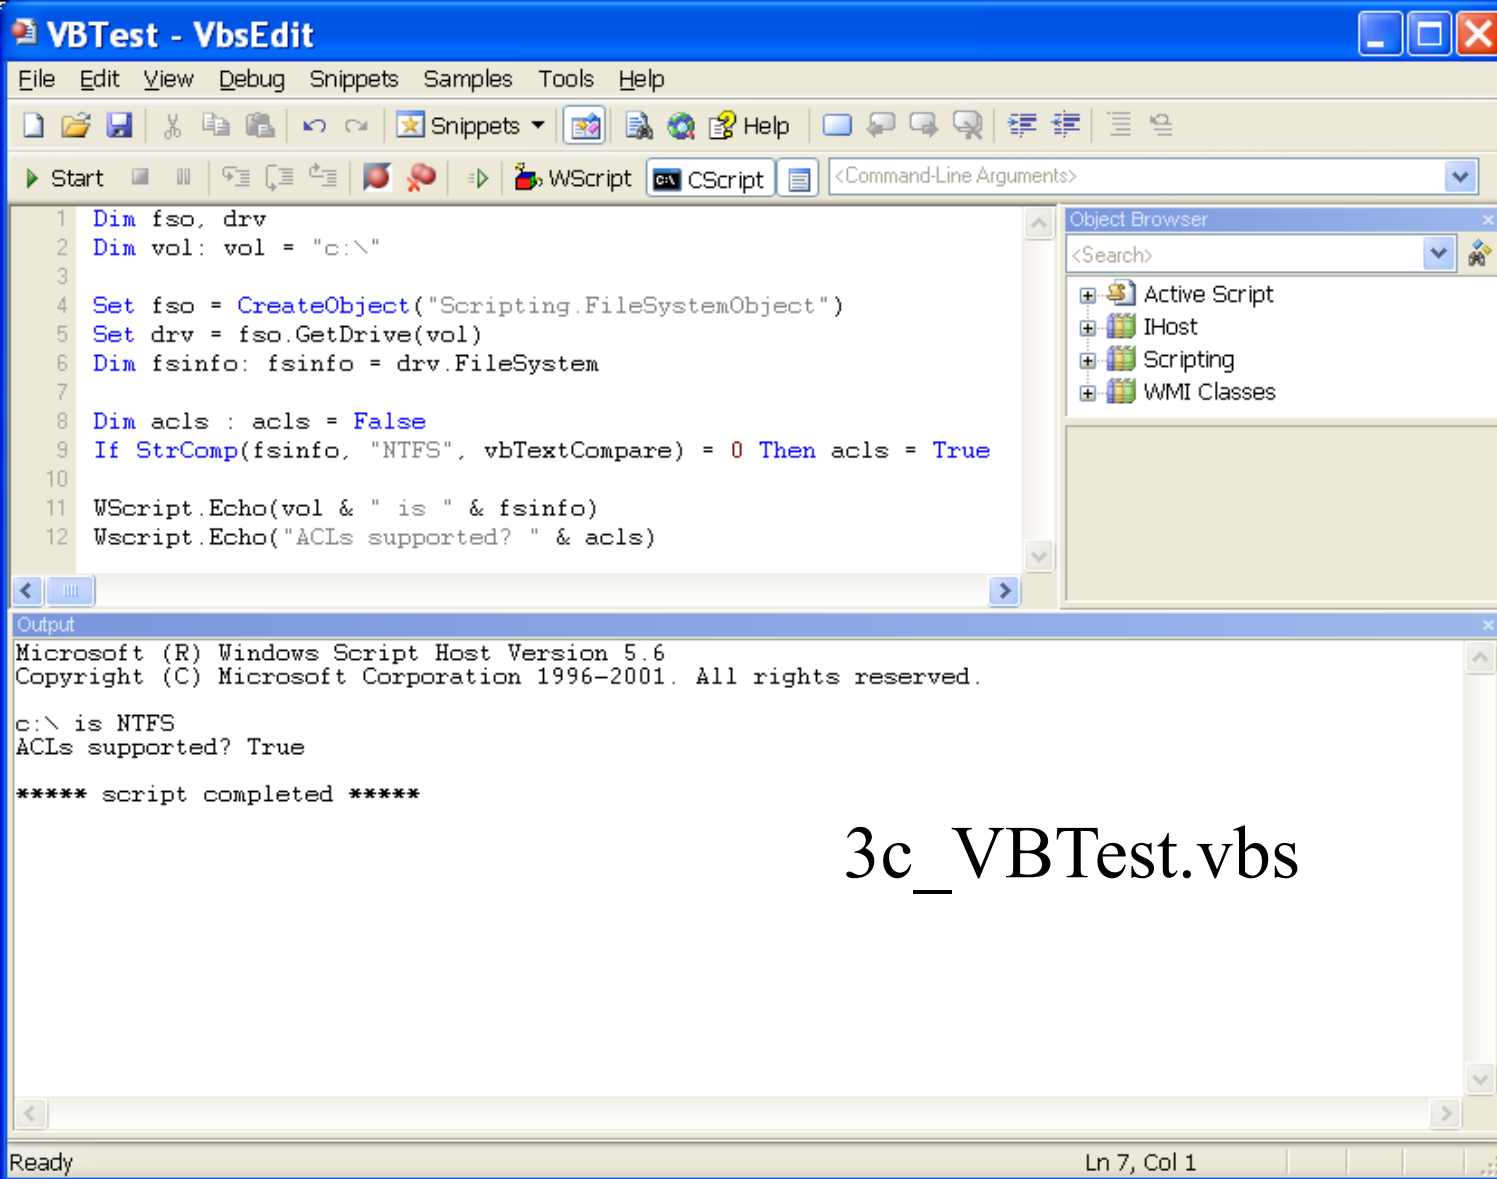 VBTest - VbsEdit
File Edit View Debug Snippets Samples Tools Help
Snippets Help
Start WScript CScript <Command-Line Arguments>
1 Dim fso, drv
2 Dim vol: vol = "c:\"
3
4 Set fso = CreateObject("Scripting.FileSystemObject")
5 Set drv = fso.GetDrive(vol)
6 Dim fsinfo: fsinfo = drv.FileSystem
7
8 Dim acls : acls = False
9 If StrComp(fsinfo, "NTFS", vbTextCompare) = 0 Then acls = True
10
11 WScript.Echo(vol & " is " & fsinfo)
12 Wscript.Echo("ACLs supported? " & acls)
Object Browser
<Search>
Active Script
IHost
Scripting
WMI Classes
Output
Microsoft (R) Windows Script Host Version 5.6
Copyright (C) Microsoft Corporation 1996-2001. All rights reserved.
c:\ is NTFS
ACLs supported? True
***** script completed *****
3c_VBTest.vbs
Ready
Ln 7, Col 1